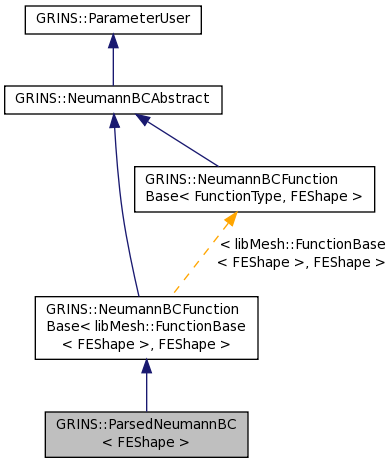 GRINS::ParameterUser
GRINS::NeumannBCAbstract
GRINS::NeumannBCFunction
Base< FunctionType, FEShape >
< libMesh::FunctionBase
< FEShape >, FEShape >
GRINS::NeumannBCFunction
Base< libMesh::FunctionBase
< FEShape >, FEShape >
GRINS::ParsedNeumannBC
< FEShape >